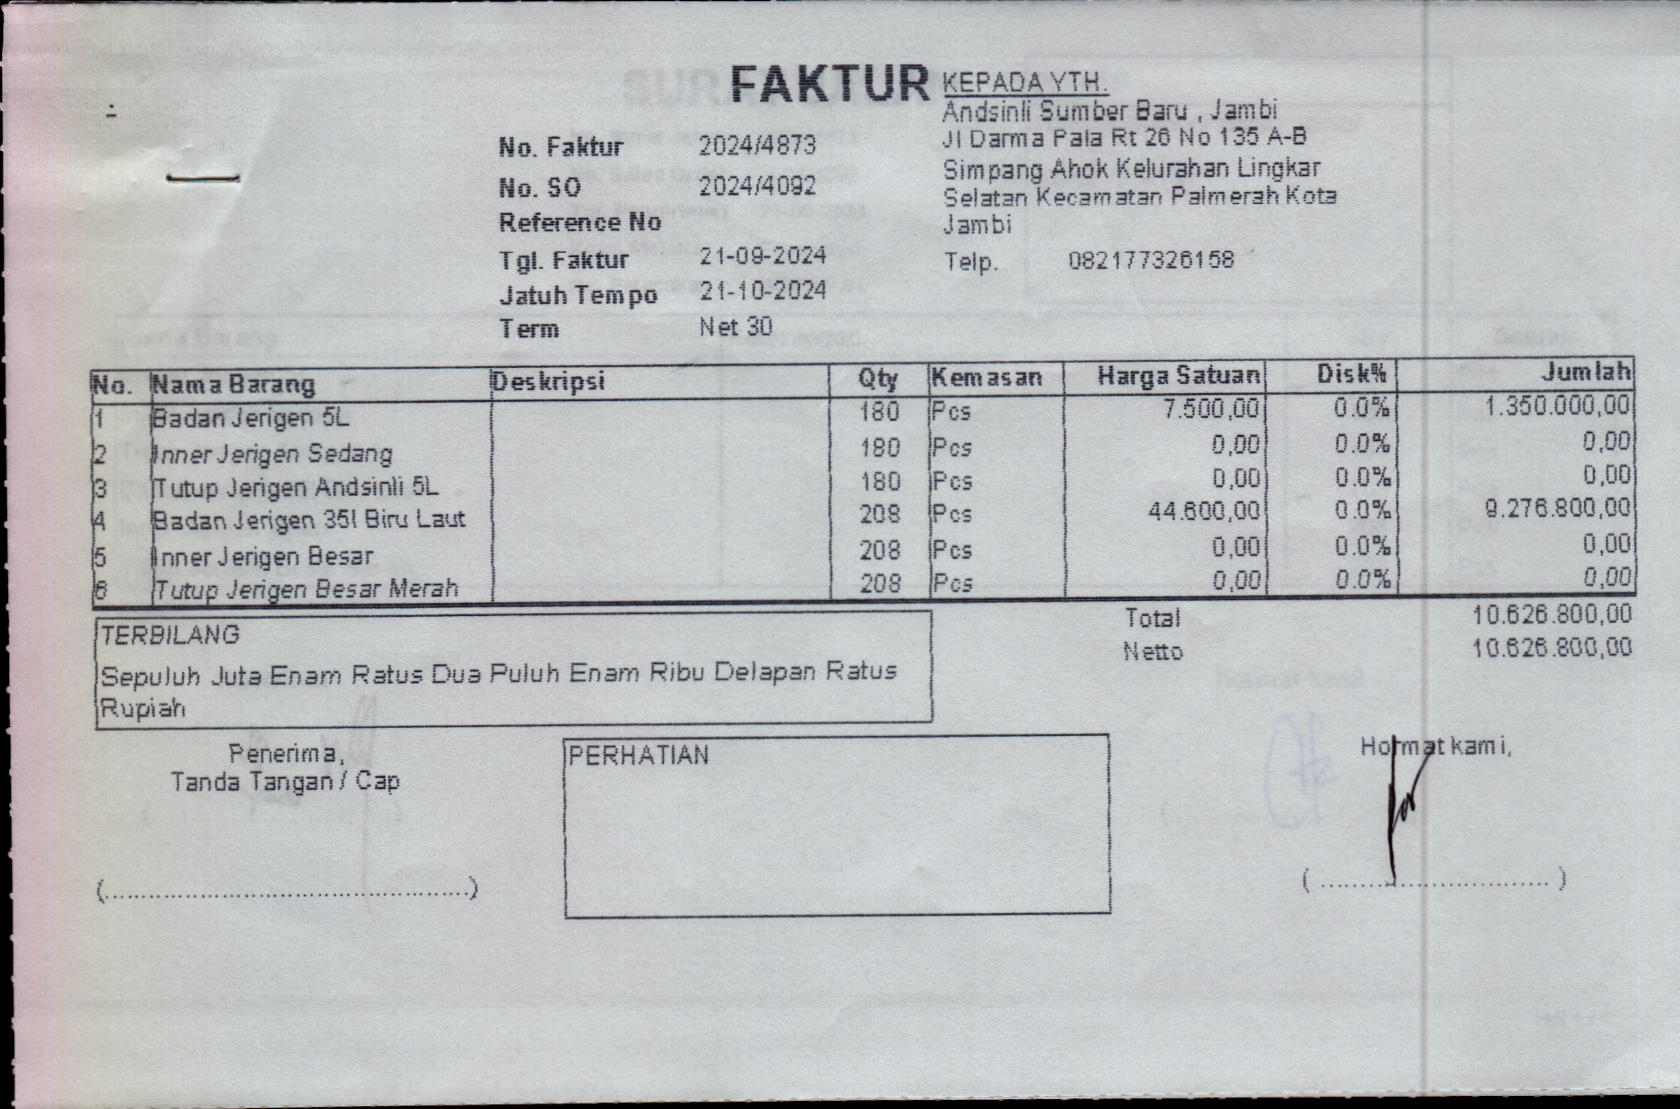 FAKTUR
KEPADA YTH.
Andsinli Sumber Baru , Jambi
Jl Darma Pala Rt 26 No 135 A-B
Simpang Ahok Kelurahan Lingkar
Selatan Kecamatan Palmerah Kota
Jambi
Telp. 082177326158
No. Faktur 2024/4873
No. SO 2024/4092
Reference No
Tgl. Faktur 21-09-2024
Jatuh Tempo 21-10-2024
Term Net 30
No. Nama Barang Deskripsi Qty Kemasan Harga Satuan Disk% Jumlah
1 Badan Jerigen 5L 180 Pcs 7.500,00 0.0% 1.350.000,00
2 Inner Jerigen Sedang 180 Pcs 0,00 0.0% 0,00
3 Tutup Jerigen Andsinli 5L 180 Pcs 0,00 0.0% 0,00
4 Badan Jerigen 35l Biru Laut 208 Pcs 44.600,00 0.0% 9.276.800,00
5 Inner Jerigen Besar 208 Pcs 0,00 0.0% 0,00
6 Tutup Jerigen Besar Merah 208 Pcs 0,00 0.0% 0,00
Total 10.626.800,00
Netto 10.626.800,00
TERBILANG
Sepuluh Juta Enam Ratus Dua Puluh Enam Ribu Delapan Ratus
Rupiah
Penerima,
Tanda Tangan / Cap
(..............................................)
PERHATIAN
Hormat kami,
( ............................. )